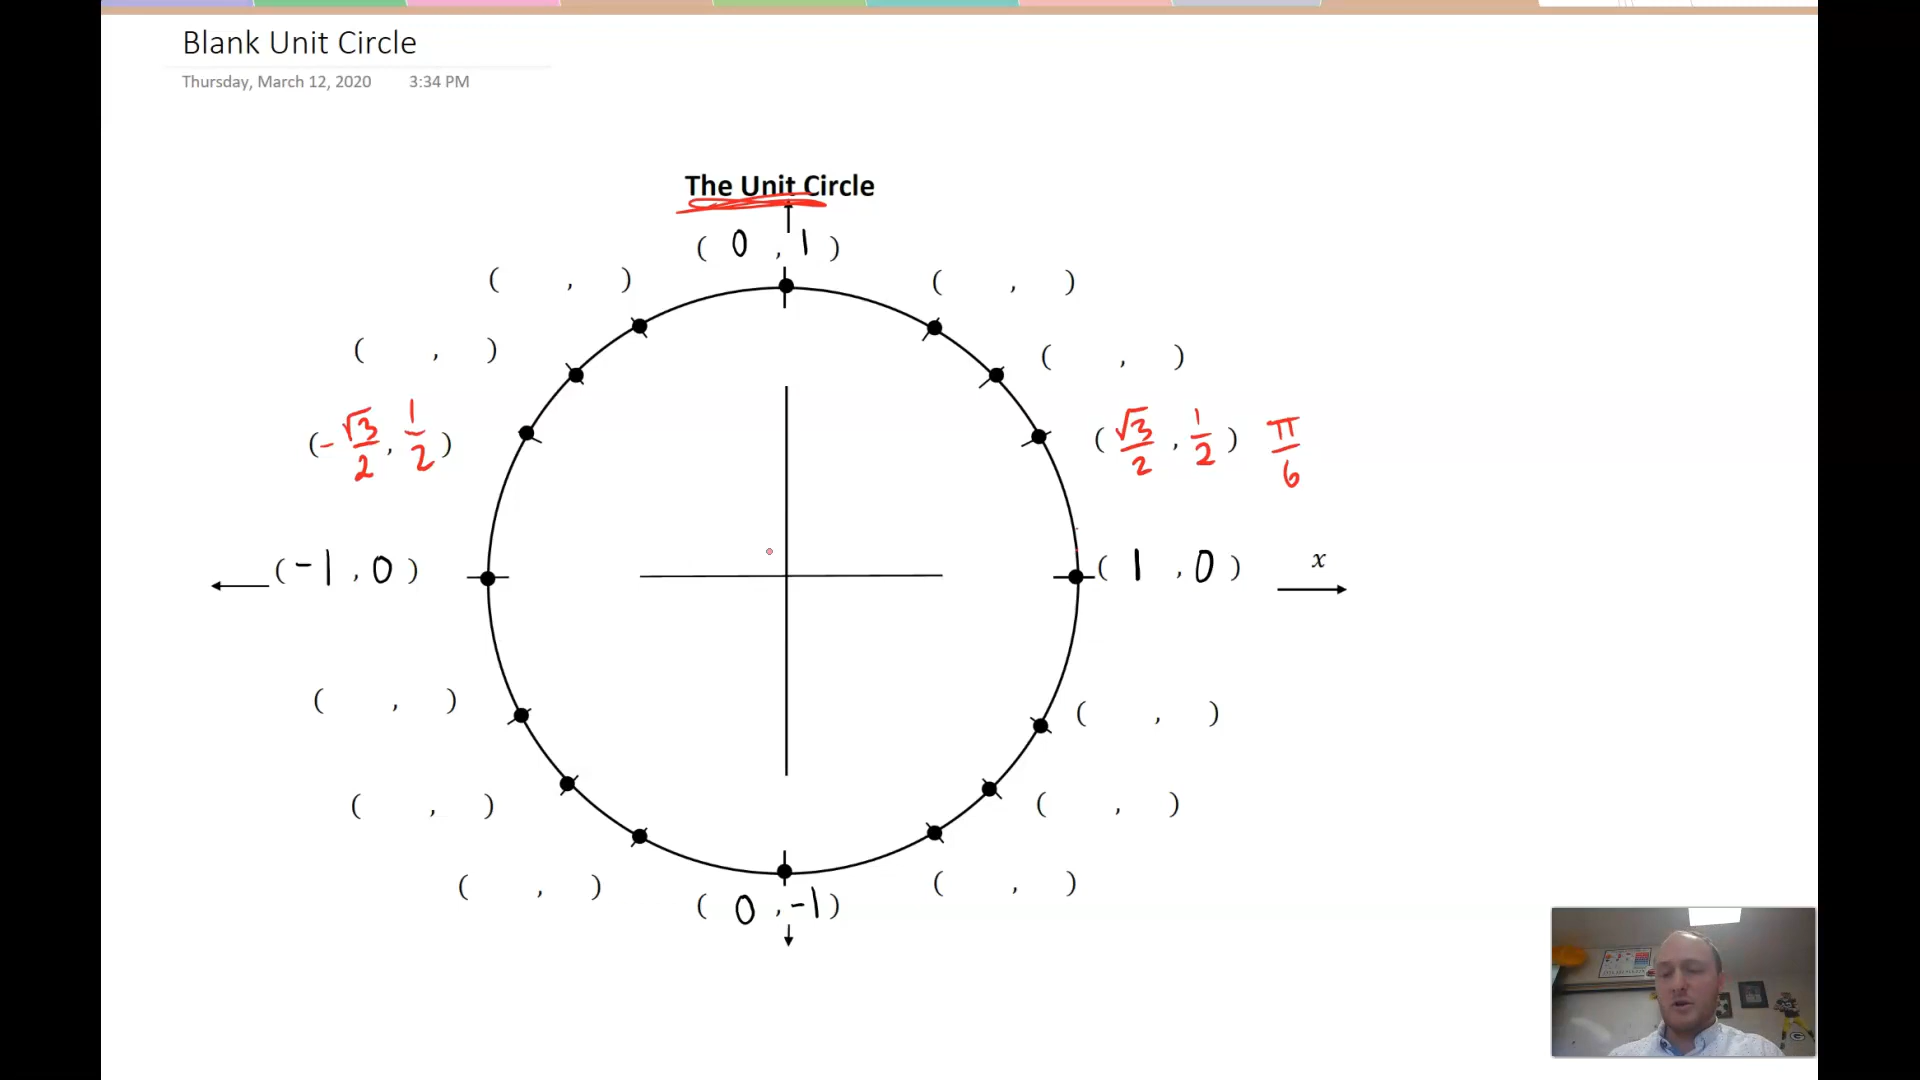 Blank Unit Circle
Thursday, March 12, 2020 3:34 PM
The Unit Circle
( 0 , 1 )
( , ) ( , )
( , ) ( , )
(-√3/2, 1/2) (√3/2, 1/2) π/6
(-1, 0) ( 1 , 0 ) x
( , ) ( , )
( , ) ( , )
( , ) ( , )
( 0 , -1)